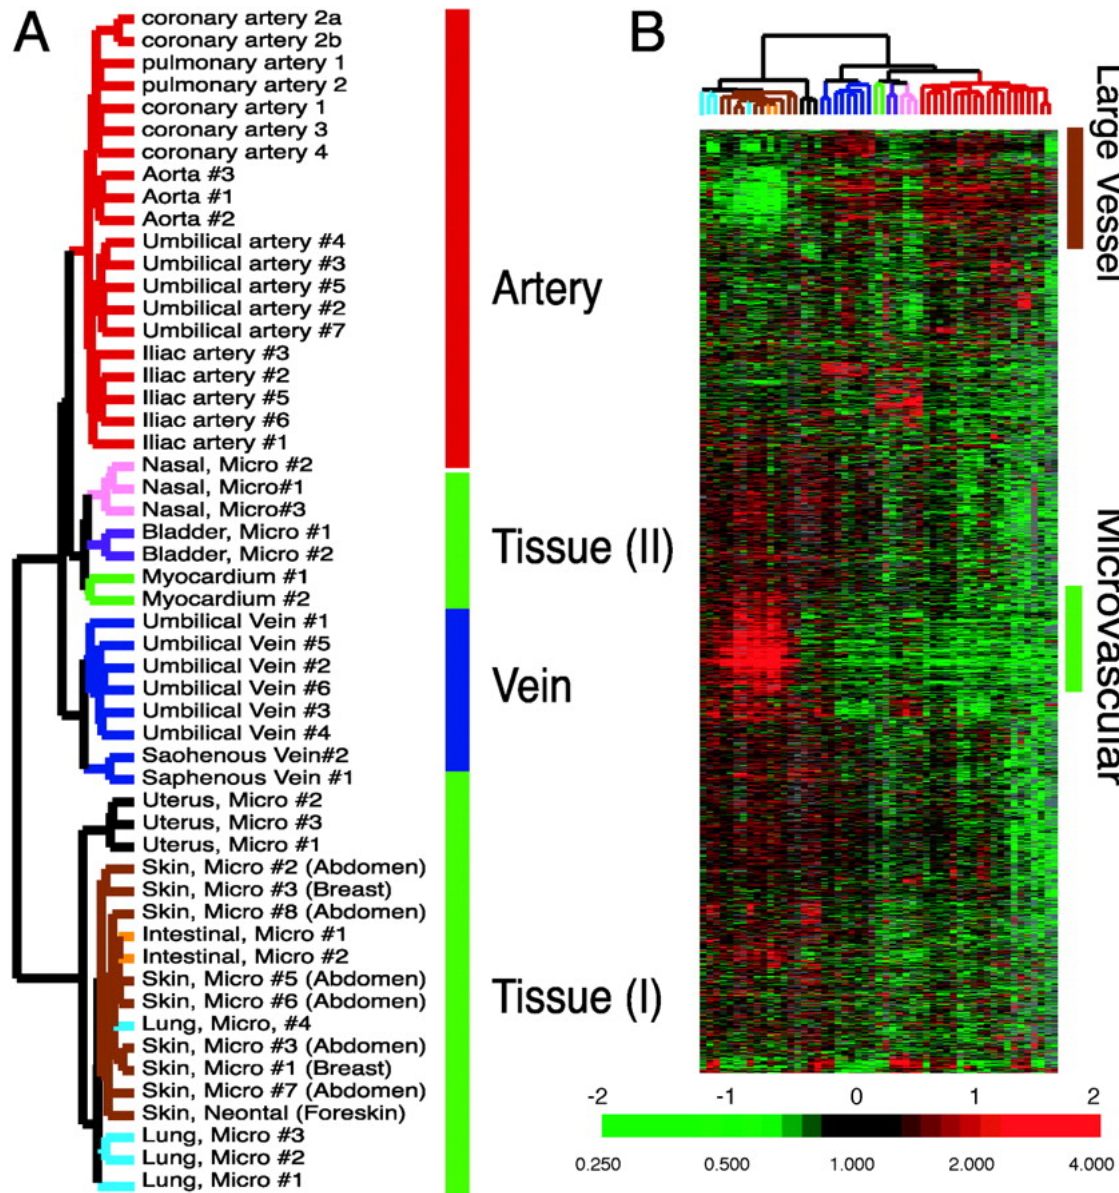 A
coronary artery 2a
coronary artery 2b
pulmonary artery 1
pulmonary artery 2
coronary artery 1
coronary artery 3
coronary artery 4
Aorta #3
Aorta #1
Aorta #2
Umbilical artery #4
Umbilical artery #3
Umbilical artery #5
Umbilical artery #2
Umbilical artery #7
Iliac artery #3
Iliac artery #2
Iliac artery #5
Iliac artery #6
Iliac artery #1
Nasal, Micro #2
Nasal, Micro#1
Nasal, Micro#3
Bladder, Micro #1
Bladder, Micro #2
Myocardium #1
Myocardium #2
Umbilical Vein #1
Umbilical Vein #5
Umbilical Vein #2
Umbilical Vein #6
Umbilical Vein #3
Umbilical Vein #4
Saohenous Vein#2
Saphenous Vein #1
Uterus, Micro #2
Uterus, Micro #3
Uterus, Micro #1
Skin, Micro #2 (Abdomen)
Skin, Micro #3 (Breast)
Skin, Micro #8 (Abdomen)
Intestinal, Micro #1
Intestinal, Micro #2
Skin, Micro #5 (Abdomen)
Skin, Micro #6 (Abdomen)
Lung, Micro, #4
Skin, Micro #3 (Abdomen)
Skin, Micro #1 (Breast)
Skin, Micro #7 (Abdomen)
Skin, Neontal (Foreskin)
Lung, Micro #3
Lung, Micro #2
Lung, Micro #1
Artery
Tissue (II)
Vein
Tissue (I)
B
Large Vessel
Microvascular
-2 -1 0 1 2
0.250 0.500 1.000 2.000 4.000